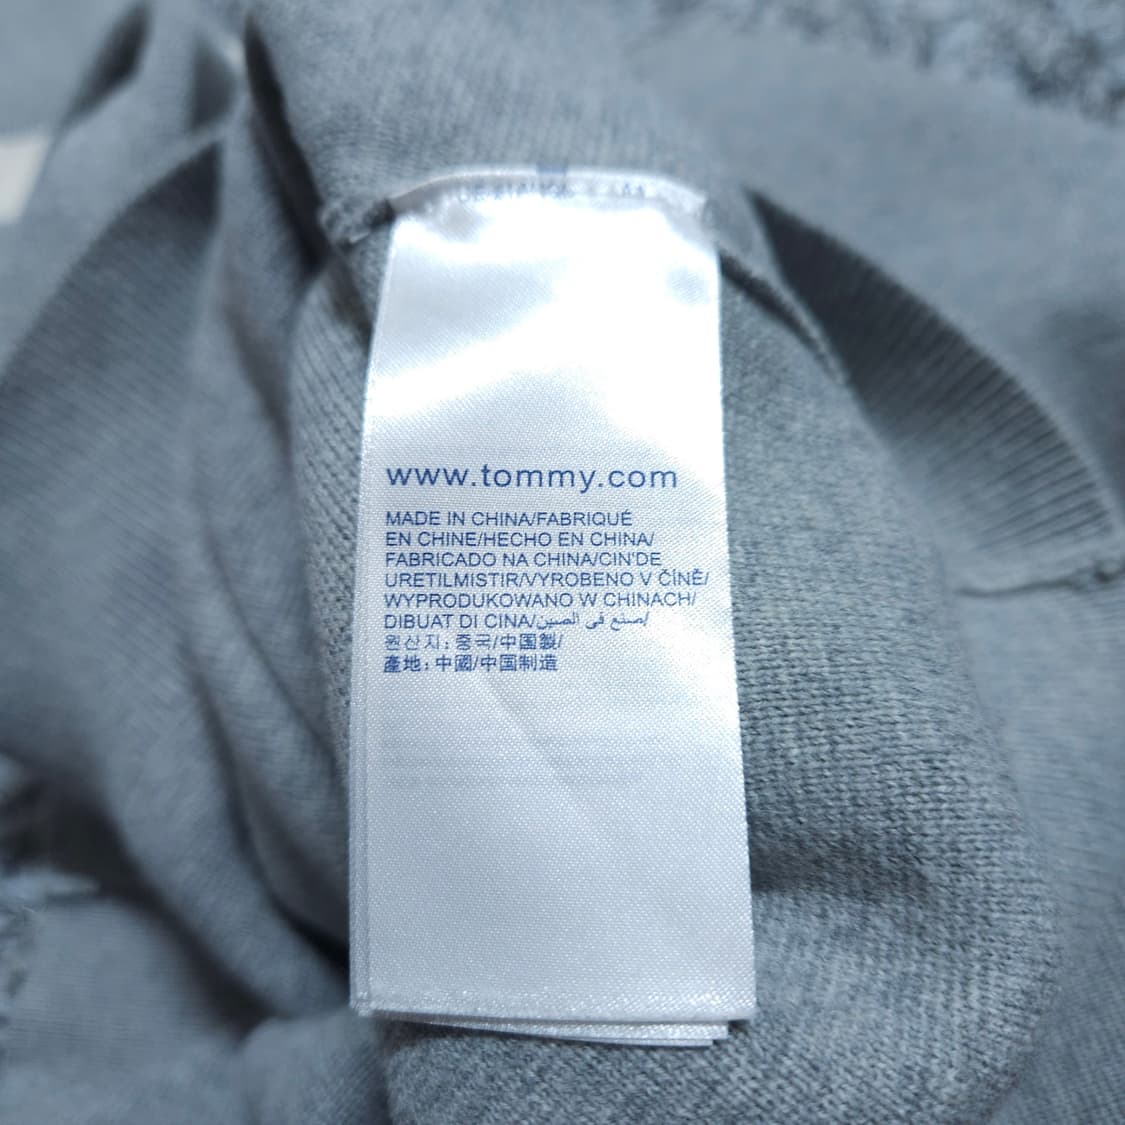 www.tommy.com
MADE IN CHINA/FABRIQUÉ
EN CHINE/HECHO EN CHINA/
FABRICADO NA CHINA/CIN'DE
URETILMISTIR/VYROBENO V ČÍNĚ/
WYPRODUKOWANO W CHINACH/
DIBUAT DI CINA/صنع في الصين/
원산지: 중국/中国製/
產地: 中國/中国制造